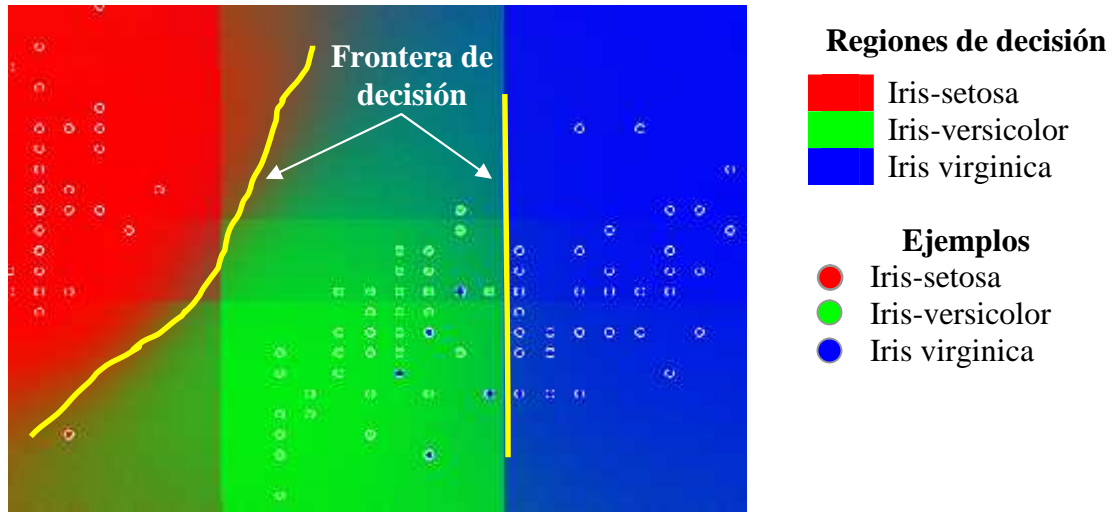 Frontera de
decisión
Regiones de decisión
Iris-setosa
Iris-versicolor
Iris virginica
Ejemplos
Iris-setosa
Iris-versicolor
Iris virginica